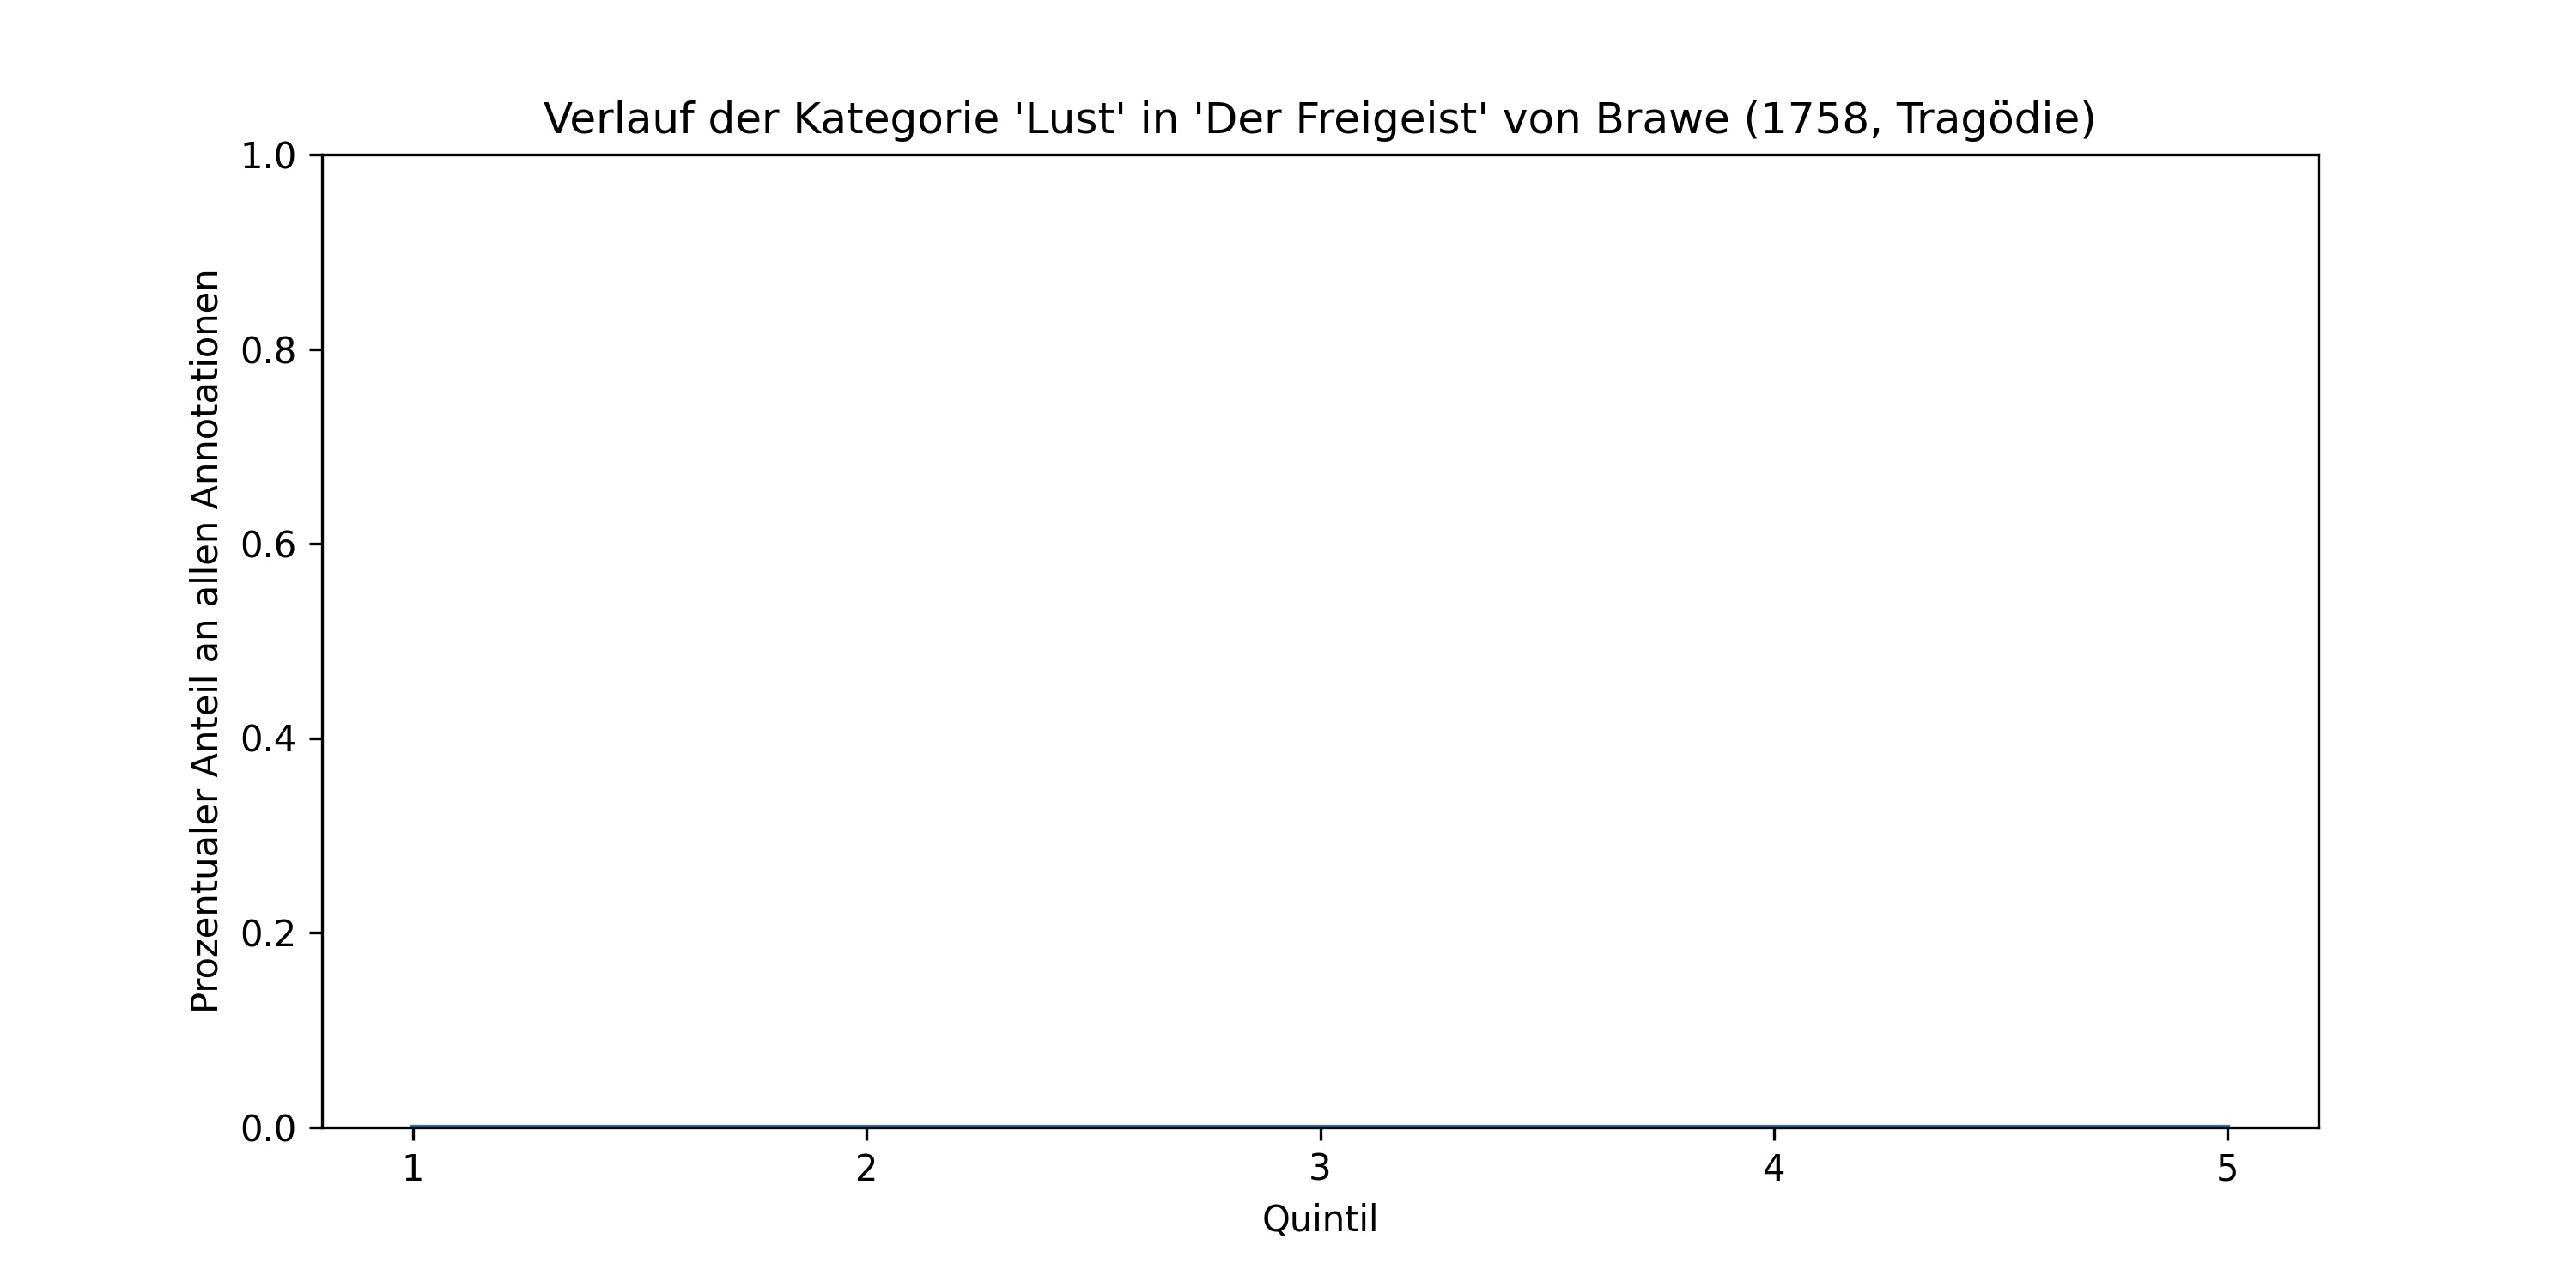 Verlauf der Kategorie 'Lust' in 'Der Freigeist' von Brawe (1758, Tragödie)
Prozentualer Anteil an allen Annotationen
1.0
0.8
0.6
0.4
0.2
0.0
1 2 3 4 5
Quintil